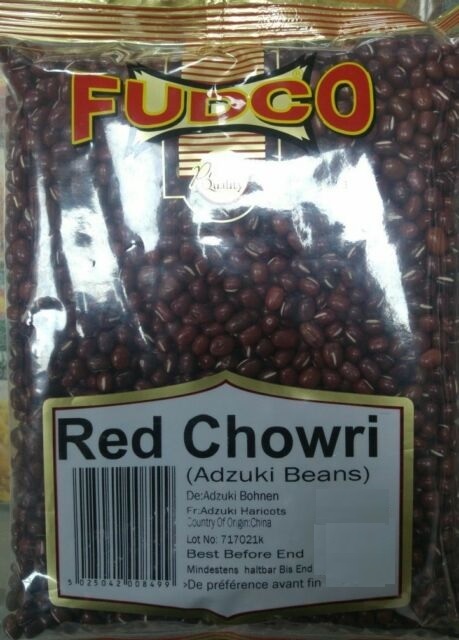 FUDCO
Quality
Red Chowri
(Adzuki Beans)
De:Adzuki Bohnen
Fr:Adzuki Haricots
Country Of Origin:China
Lot No: 717021k
Best Before End
Mindestens haltbar Bis End
>De préférence avant fin
5 025042 008499